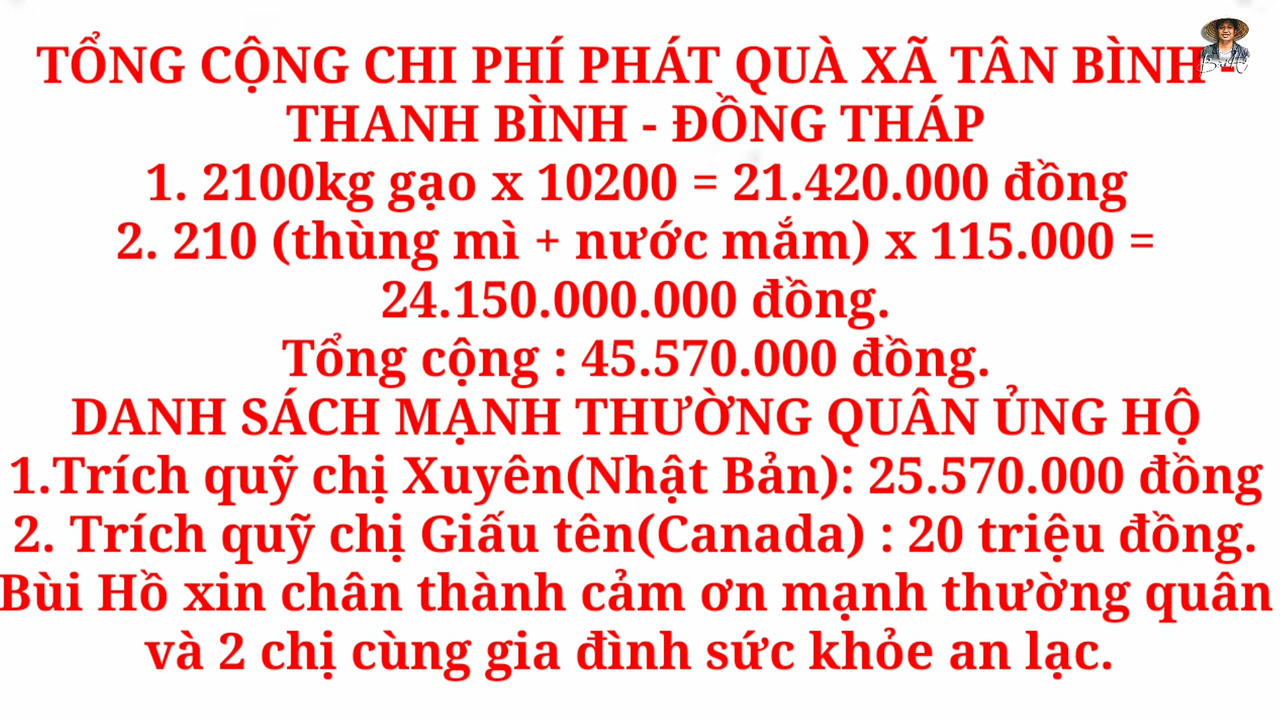 TỔNG CỘNG CHI PHÍ PHÁT QUÀ XÃ TÂN BÌNH -
THANH BÌNH - ĐỒNG THÁP
1. 2100kg gạo x 10200 = 21.420.000 đồng
2. 210 (thùng mì + nước mắm) x 115.000 =
24.150.000.000 đồng.
Tổng cộng : 45.570.000 đồng.
DANH SÁCH MẠNH THƯỜNG QUÂN ỦNG HỘ
1.Trích quỹ chị Xuyên(Nhật Bản): 25.570.000 đồng
2. Trích quỹ chị Giấu tên(Canada) : 20 triệu đồng.
Bùi Hồ xin chân thành cảm ơn mạnh thường quân
và 2 chị cùng gia đình sức khỏe an lạc.